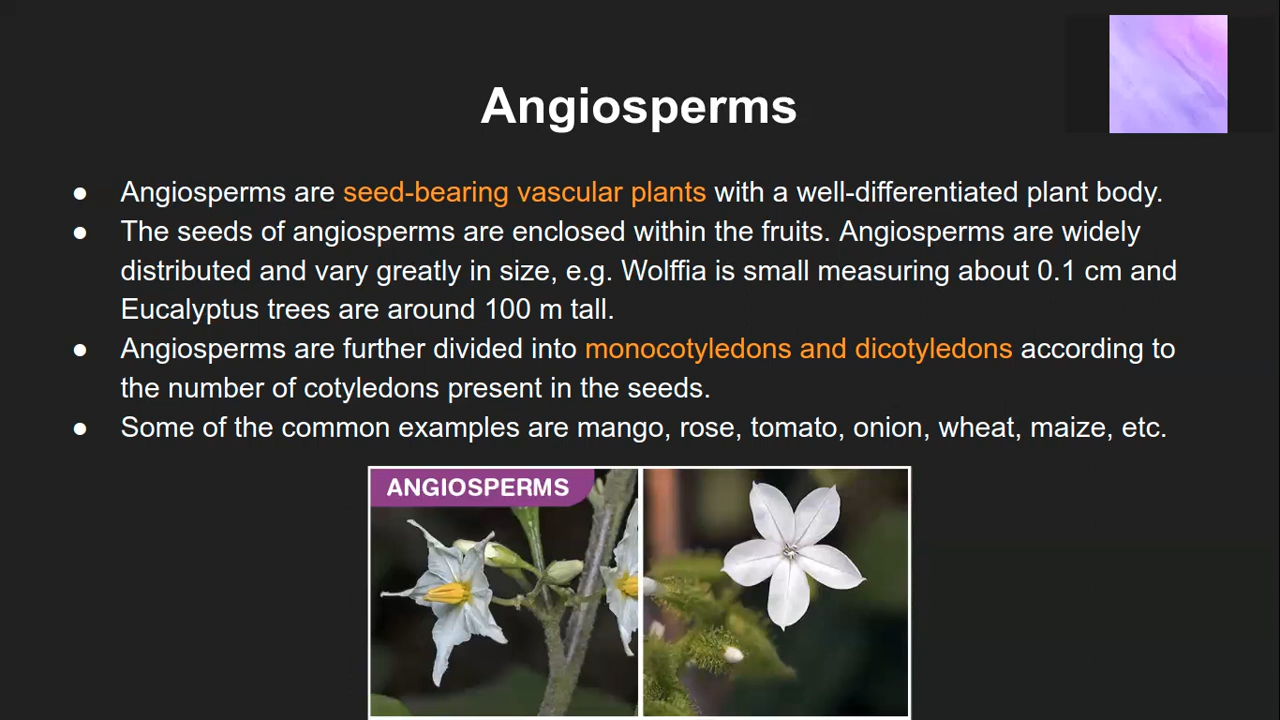 Angiosperms
● Angiosperms are seed-bearing vascular plants with a well-differentiated plant body.
● The seeds of angiosperms are enclosed within the fruits. Angiosperms are widely
distributed and vary greatly in size, e.g. Wolffia is small measuring about 0.1 cm and
Eucalyptus trees are around 100 m tall.
● Angiosperms are further divided into monocotyledons and dicotyledons according to
the number of cotyledons present in the seeds.
● Some of the common examples are mango, rose, tomato, onion, wheat, maize, etc.
ANGIOSPERMS